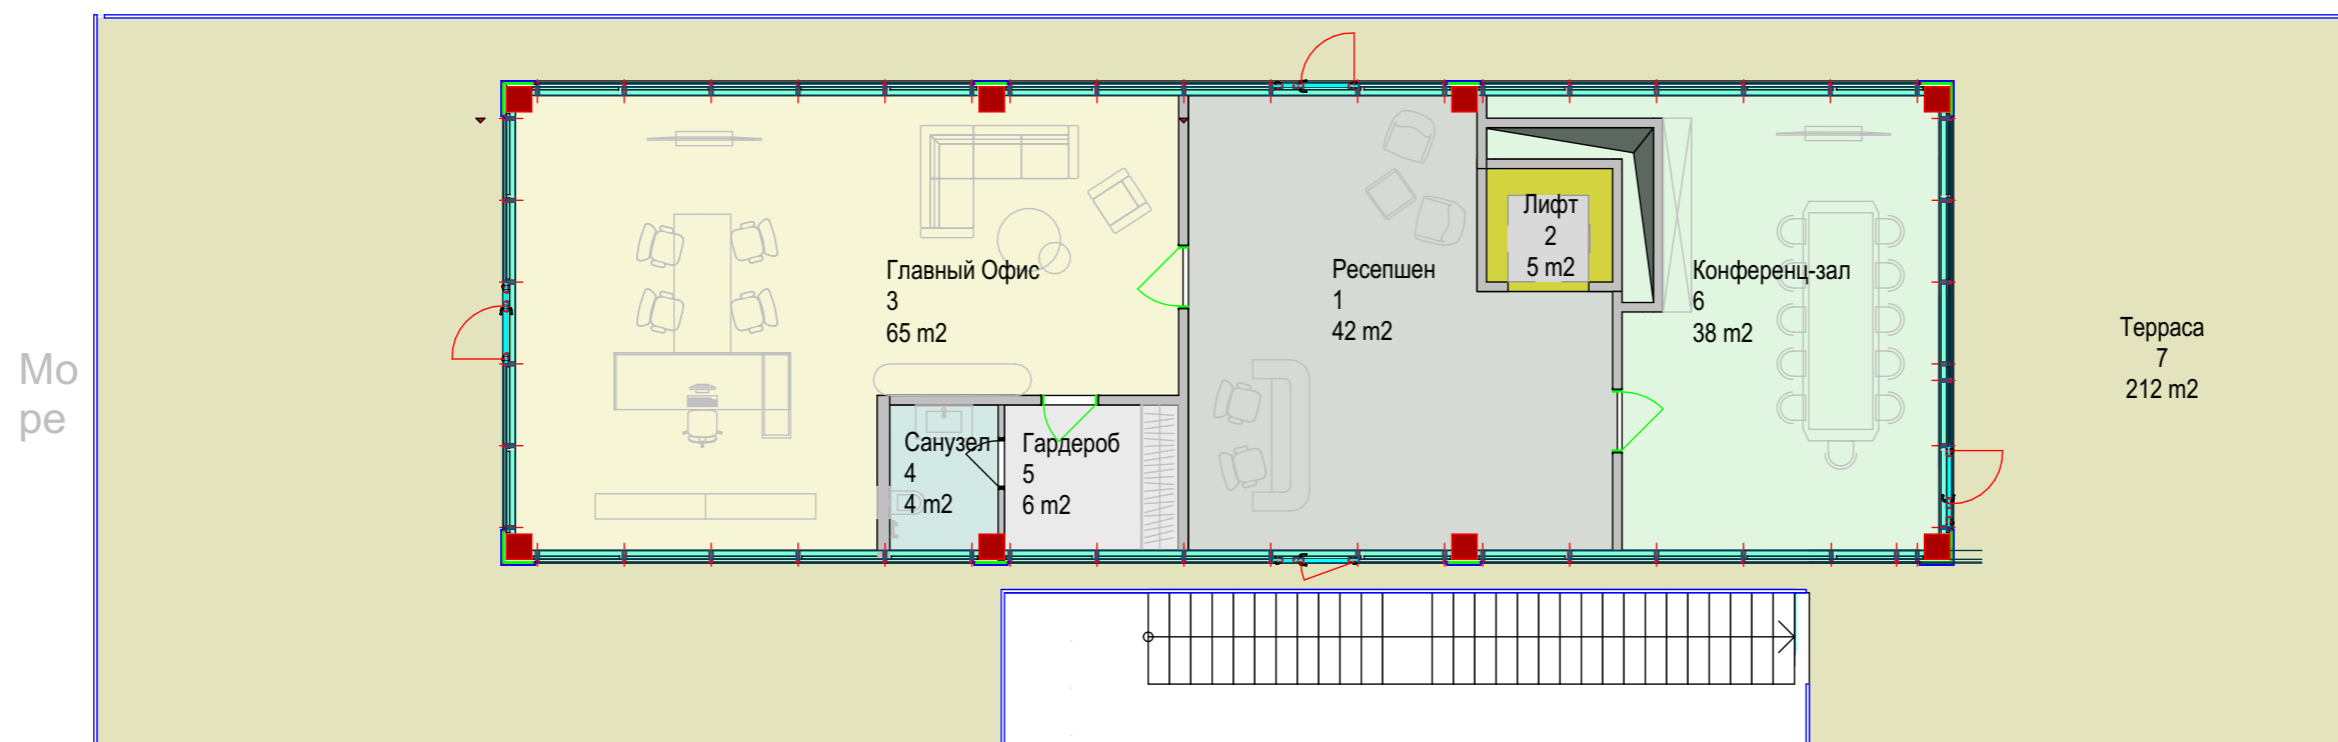 Мо
ре
Главный Офис
3
65 m2
Санузел
4
4 m2
Гардероб
5
6 m2
Ресепшен
1
42 m2
Лифт
2
5 m2
Конференц-зал
6
38 m2
Терраса
7
212 m2